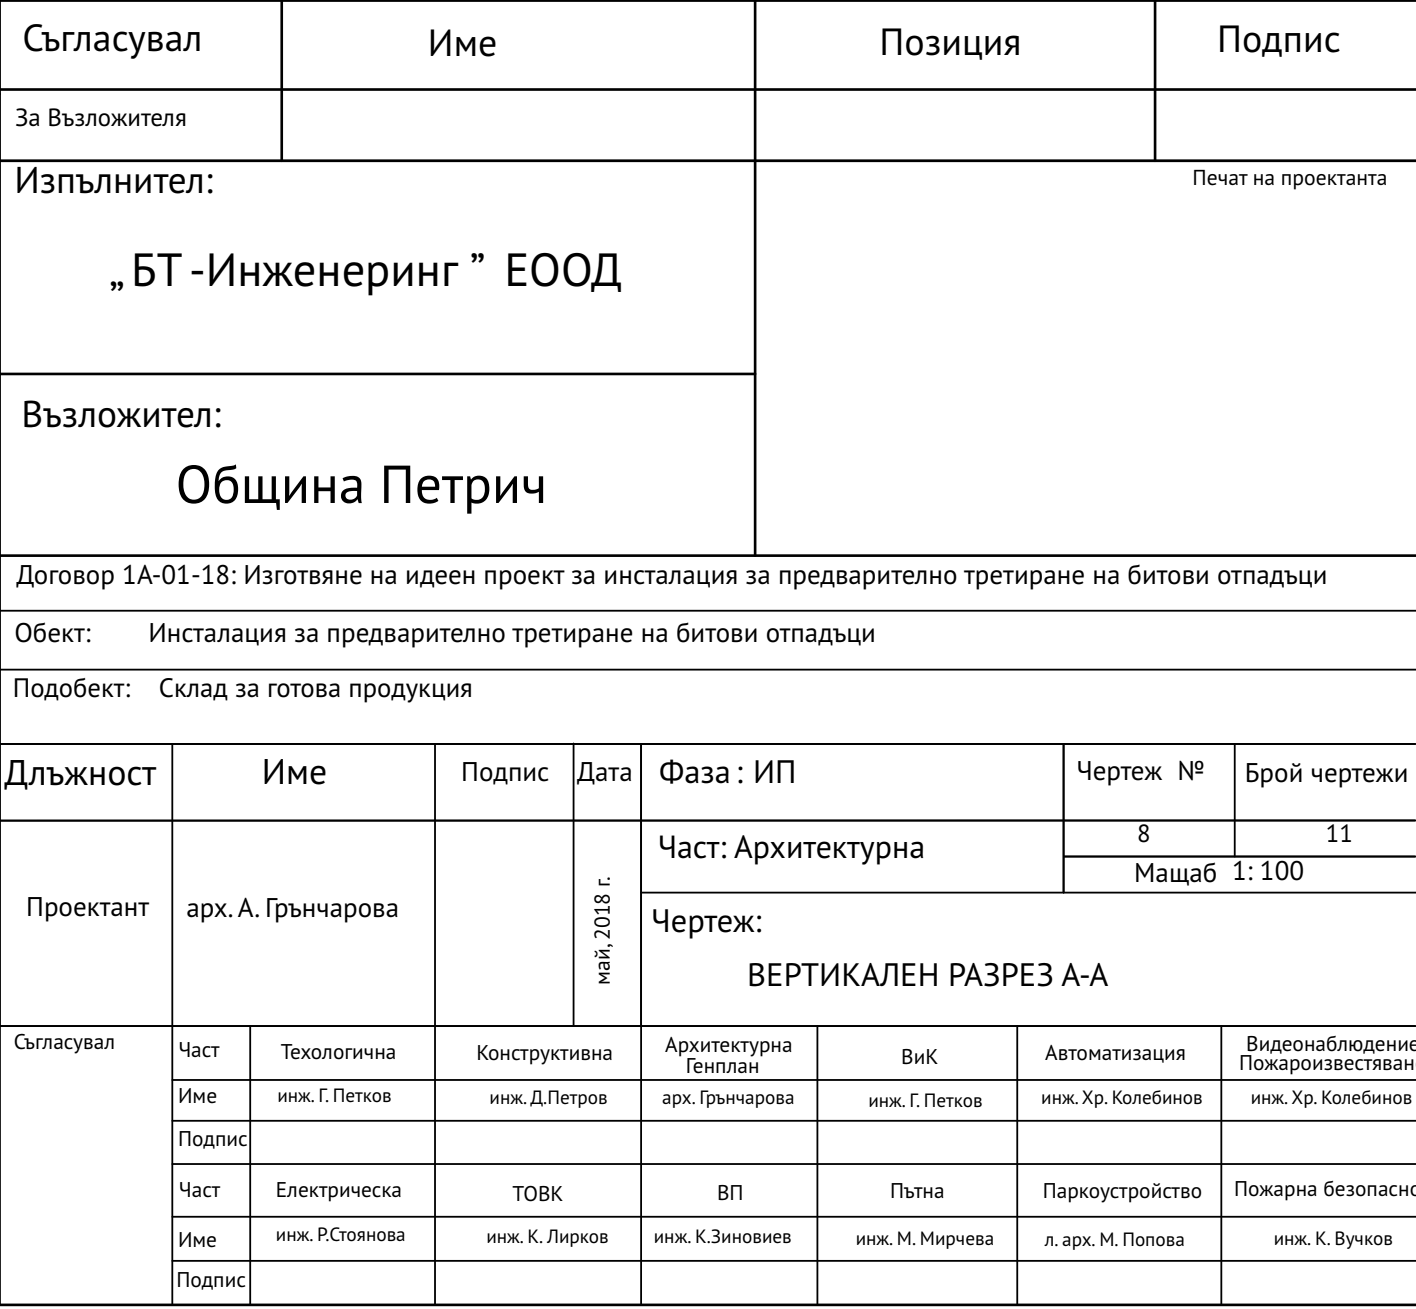 Съгласувал Име Позиция Подпис
За Възложителя
Изпълнител: Печат на проектанта
„БТ-Инженеринг” ЕООД
Възложител:
Община Петрич
Договор 1А-01-18: Изготвяне на идеен проект за инсталация за предварително третиране на битови отпадъци
Обект: Инсталация за предварително третиране на битови отпадъци
Подобект: Склад за готова продукция
Длъжност Име Подпис Дата Фаза: ИП Чертеж № Брой чертежи
8 11
Част: Архитектурна
Мащаб 1:100
Проектант арх. А. Грънчарова май, 2018 г.
Чертеж:
ВЕРТИКАЛЕН РАЗРЕЗ А-А
Съгласувал
Част Техологична Конструктивна Архитектурна Генплан ВиК Автоматизация Видеонаблюдение Пожароизвестяван
Име инж. Г. Петков инж. Д.Петров арх. Грънчарова инж. Г. Петков инж. Хр. Колебинов инж. Хр. Колебинов
Подпис
Част Електрическа ТОВК ВП Пътна Паркоустройство Пожарна безопасно
Име инж. Р.Стоянова инж. К. Лирков инж. К.Зиновиев инж. М. Мирчева л. арх. М. Попова инж. К. Вучков
Подпис